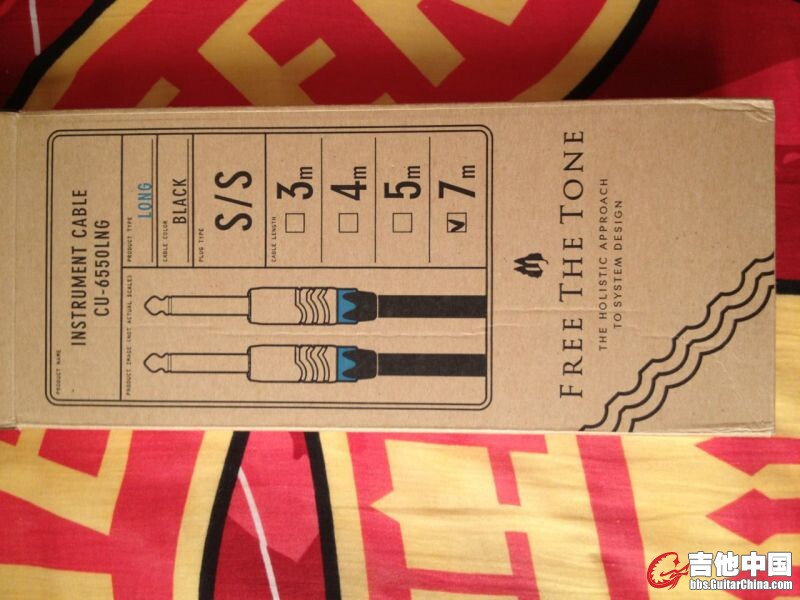 PRODUCT NAME
INSTRUMENT CABLE
CU-6550LNG
PRODUCT TYPE
LONG
CABLE COLOR
BLACK
PLUG TYPE
S/S
CABLE LENGTH
3m
4m
5m
7m
PRODUCT IMAGE (NOT ACTUAL SCALE)
FREE THE TONE
THE HOLISTIC APPROACH
TO SYSTEM DESIGN
吉他中国
bbs.GuitarChina.com